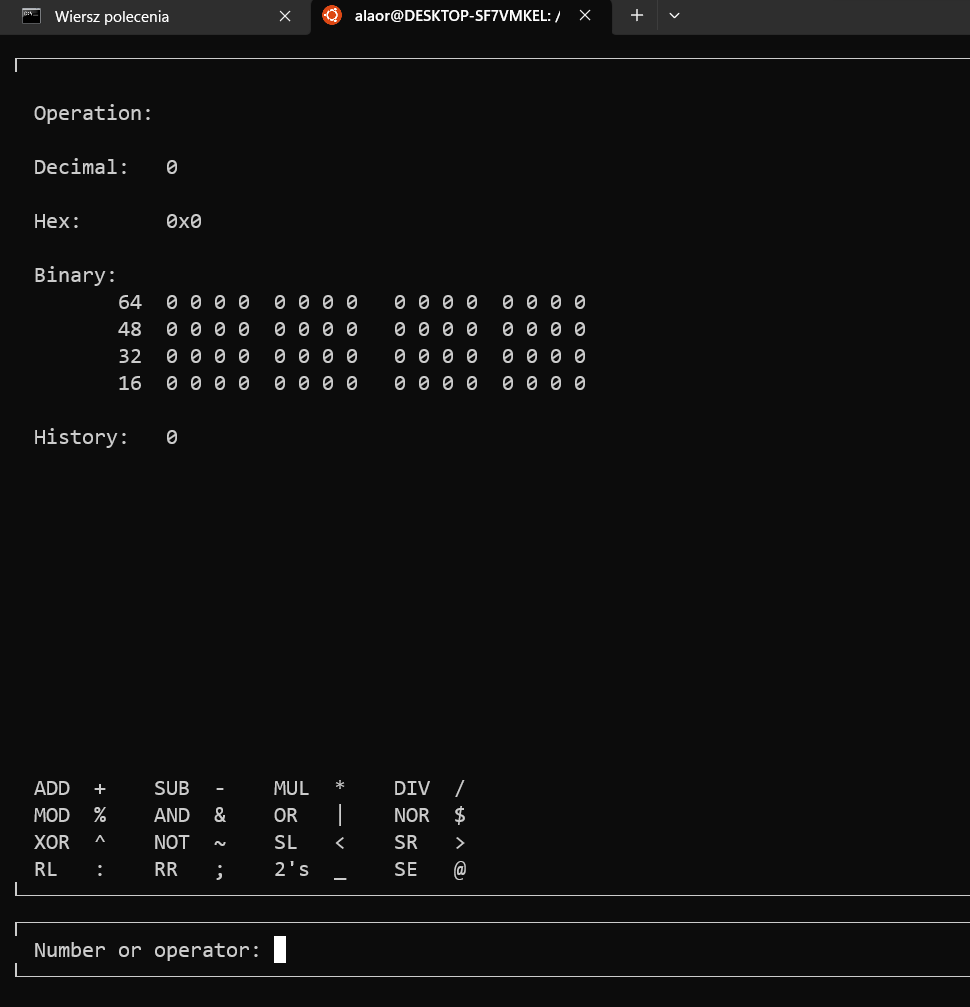 Wiersz polecenia alaor@DESKTOP-SF7VMKEL: /
Operation:
Decimal: 0
Hex: 0x0
Binary:
64 0 0 0 0 0 0 0 0 0 0 0 0 0 0 0 0
48 0 0 0 0 0 0 0 0 0 0 0 0 0 0 0 0
32 0 0 0 0 0 0 0 0 0 0 0 0 0 0 0 0
16 0 0 0 0 0 0 0 0 0 0 0 0 0 0 0 0
History: 0
ADD + SUB - MUL * DIV /
MOD % AND & OR | NOR $
XOR ^ NOT ~ SL < SR >
RL : RR ; 2's _ SE @
Number or operator: